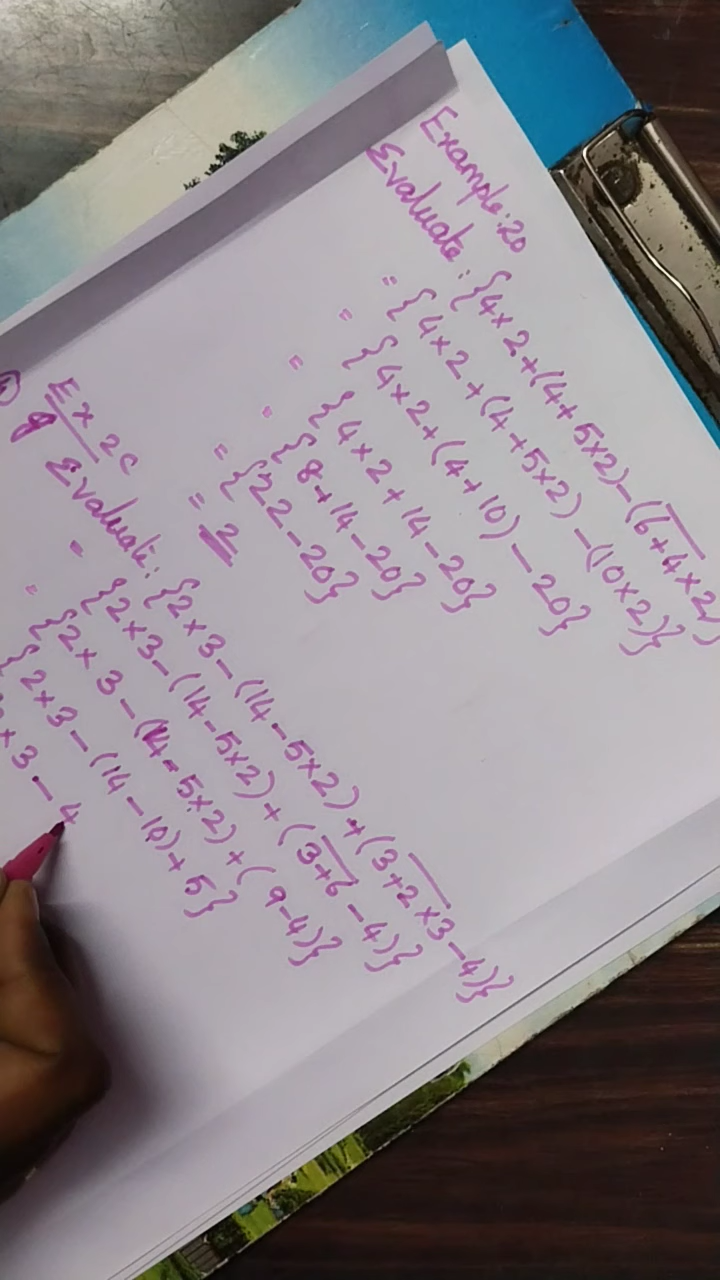 Example: 20
Evaluate: {4×2+(4+5×2)-(6+4×2)
= {4×2+(4+5×2)-(10×2)}
= {4×2+(4+10)-20}
= {4×2+14-20}
= {8+14-20}
= {22-20}
= 2
Ex 2C
9 Evaluate: {2×3-(14-5×2)+(3+2×3-4)}
= {2×3-(14-5×2)+(3+6-4)}
= {2×3-(14-5×2)+(9-4)}
{2×3-(14-10)+5}
×3-4